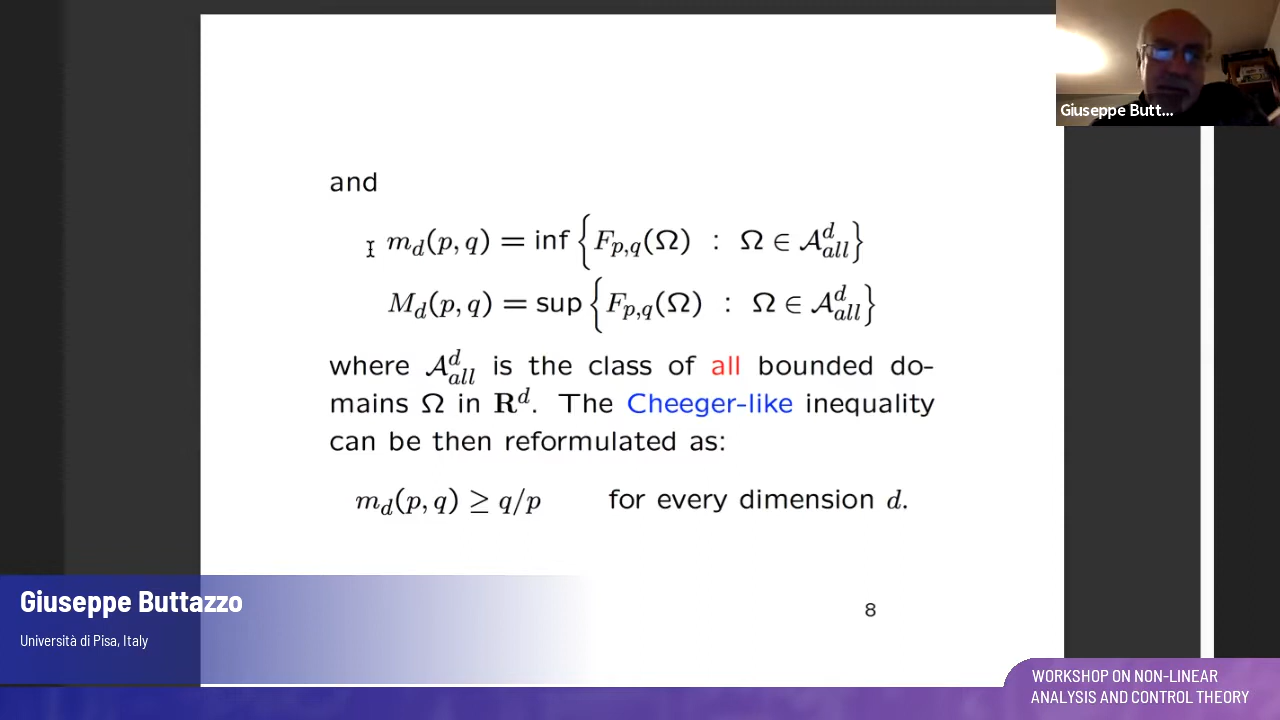 Giuseppe Butt...
and
m_d(p, q) = inf { F_{p,q}(Ω) : Ω ∈ 𝒜^d_{all} }
M_d(p, q) = sup { F_{p,q}(Ω) : Ω ∈ 𝒜^d_{all} }
where 𝒜^d_{all} is the class of all bounded do-
mains Ω in R^d. The Cheeger-like inequality
can be then reformulated as:
m_d(p, q) ≥ q/p for every dimension d.
8
Giuseppe Buttazzo
Università di Pisa, Italy
WORKSHOP ON NON-LINEAR
ANALYSIS AND CONTROL THEORY